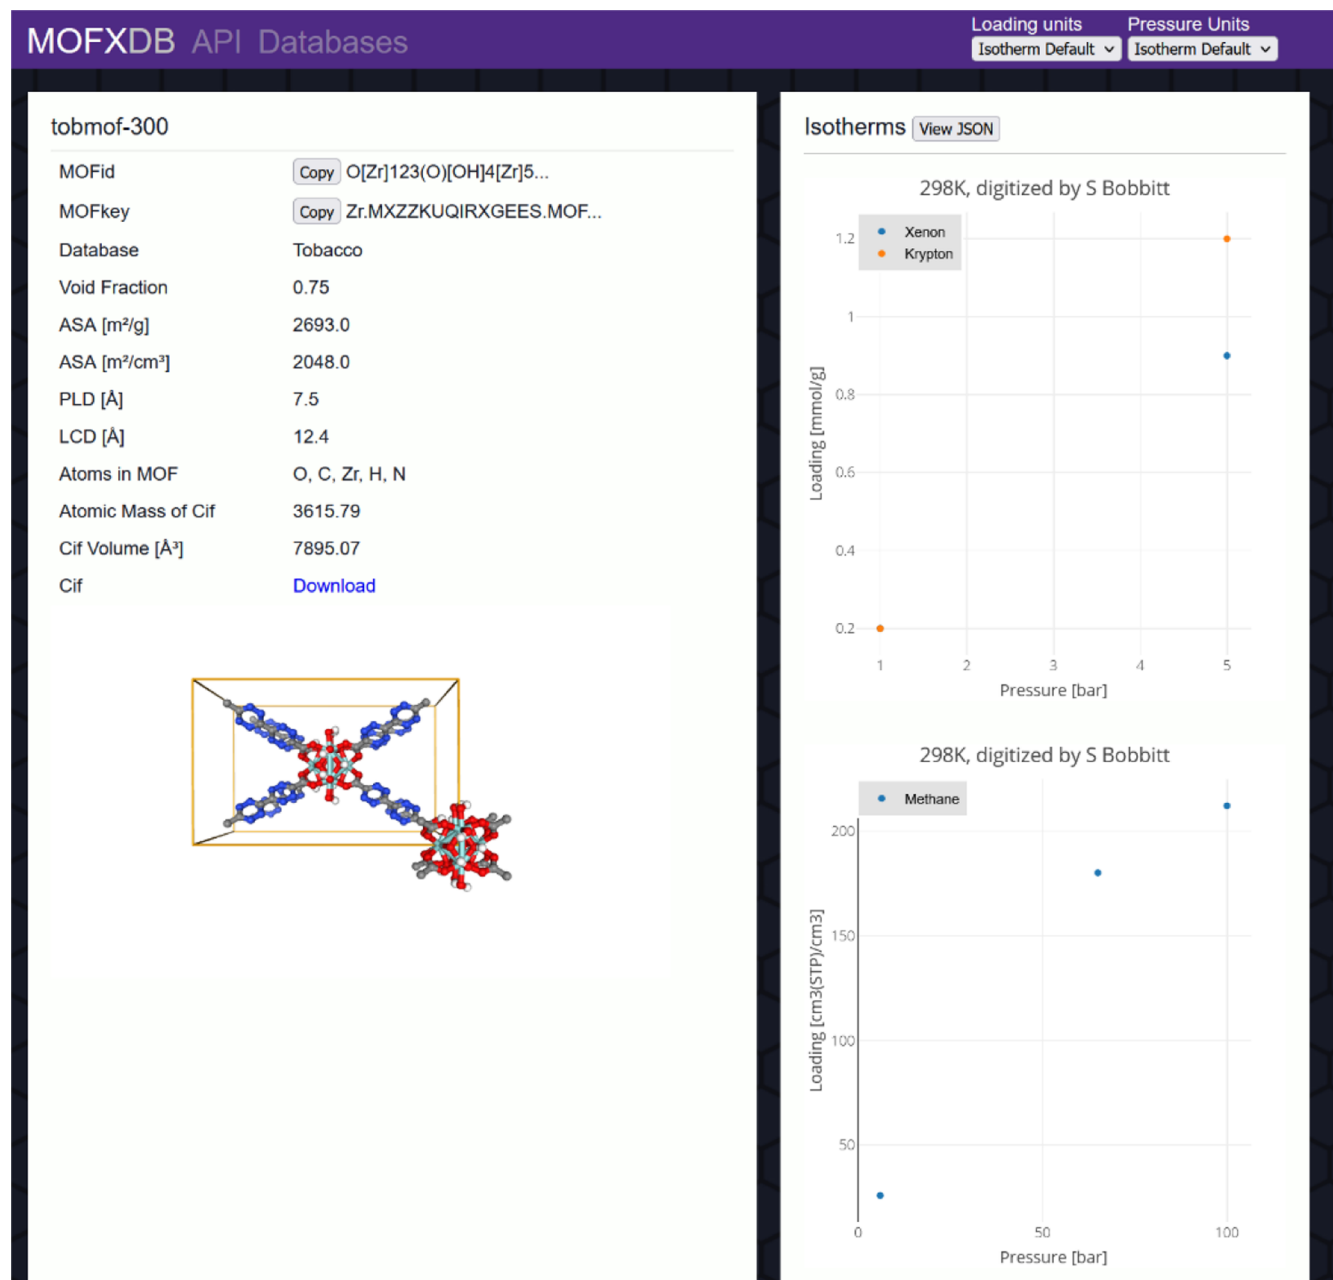 MOFXDB API Databases
Loading units Pressure Units
Isotherm Default Isotherm Default
tobmof-300
MOFid Copy O[Zr]123(O)[OH]4[Zr]5...
MOFkey Copy Zr.MXZZKUQIRXGEES.MOF...
Database Tobacco
Void Fraction 0.75
ASA [m²/g] 2693.0
ASA [m²/cm³] 2048.0
PLD [Å] 7.5
LCD [Å] 12.4
Atoms in MOF O, C, Zr, H, N
Atomic Mass of Cif 3615.79
Cif Volume [Å³] 7895.07
Cif Download
Isotherms View JSON
298K, digitized by S Bobbitt
Xenon
Krypton
Loading [mmol/g]
1.2
1
0.8
0.6
0.4
0.2
1 2 3 4 5
Pressure [bar]
298K, digitized by S Bobbitt
Methane
Loading [cm3(STP)/cm3]
200
150
100
50
0 50 100
Pressure [bar]